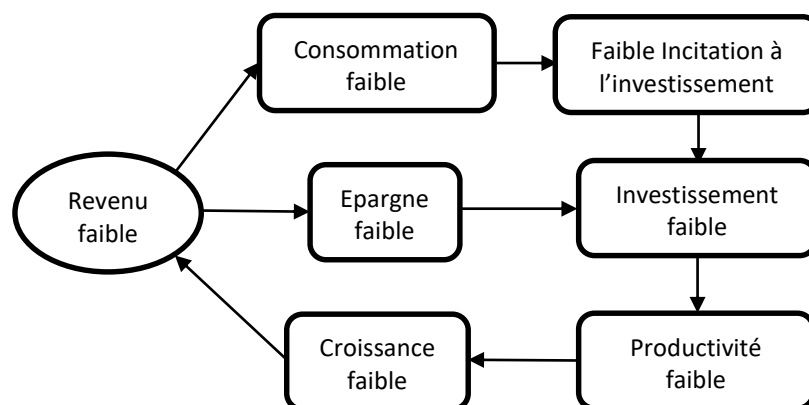 Consommation
faible
Faible Incitation à
l’investissement
Revenu
faible
Epargne
faible
Investissement
faible
Croissance
faible
Productivité
faible